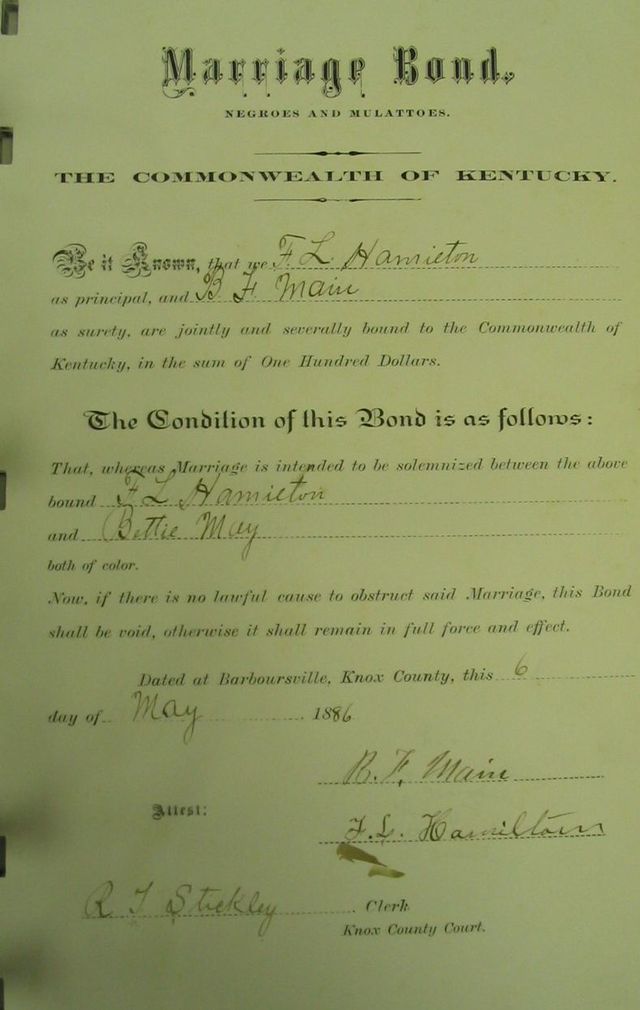 Marriage Bond.
NEGROES AND MULATTOES.
THE COMMONWEALTH OF KENTUCKY.
Be it Known, that we F. L. Hamieton
as principal, and B. F. Main
as surety, are jointly and severally bound to the Commonwealth of
Kentucky, in the sum of One Hundred Dollars.
The Condition of this Bond is as follows:
That, whereas Marriage is intended to be solemnized between the above
bound F L Hamieton
and Bettie May
both of color.
Now, if there is no lawful cause to obstruct said Marriage, this Bond
shall be void, otherwise it shall remain in full force and effect.
Dated at Barboursville, Knox County, this 6
day of May 1886
B. F. Main
Attest:
F. L. Hamilton
R T Stickley Clerk
Knox County Court.